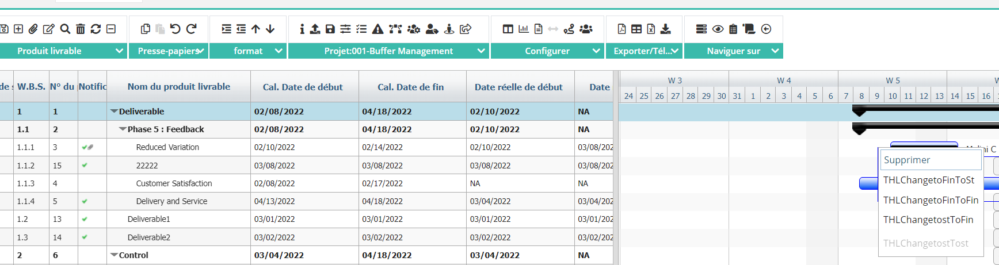 Produit livrable
Presse-papiers
format
Projet:001-Buffer Management
Configurer
Exporter/Tél...
Naviguer sur
de s W.B.S. Nº du Notific Nom du produit livrable Cal. Date de début Cal. Date de fin Date réelle de début Date
W 3 W 4 W 5 W
24 25 26 27 28 29 30 31 1 2 3 4 5 6 7 8 9 10 11 12 13 14 15 16
1 1 Deliverable 02/08/2022 04/18/2022 02/10/2022 NA
1.1 2 Phase 5 : Feedback 02/08/2022 04/18/2022 02/10/2022 NA
1.1.1 3 Reduced Variation 02/10/2022 02/14/2022 02/10/2022 03/08/202
1.1.2 15 22222 03/08/2022 03/08/2022 03/08/2022 03/08/202
1.1.3 4 Customer Satisfaction 02/08/2022 02/17/2022 NA NA
1.1.4 5 Delivery and Service 04/13/2022 04/18/2022 03/04/2022 03/04/202
1.2 13 Deliverable1 03/01/2022 03/01/2022 03/01/2022 03/01/202
1.3 14 Deliverable2 03/02/2022 03/02/2022 03/02/2022 03/02/202
2 6 Control 03/04/2022 04/18/2022 03/04/2022 NA
Supprimer
THLChangetoFinToSt
THLChangetoFinToFin
THLChangetostToFin
THLChangetostTost